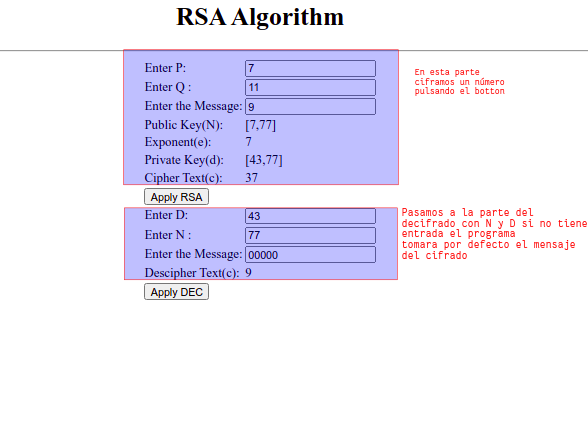 RSA Algorithm
Enter P: 7
Enter Q : 11
Enter the Message: 9
Public Key(N): [7,77]
Exponent(e): 7
Private Key(d): [43,77]
Cipher Text(c): 37
Apply RSA
En esta parte
ciframos un número
pulsando el botton
Enter D: 43
Enter N : 77
Enter the Message: 00000
Descipher Text(c): 9
Apply DEC
Pasamos a la parte del
decifrado con N y D si no tiene
entrada el programa
tomara por defecto el mensaje
del cifrado